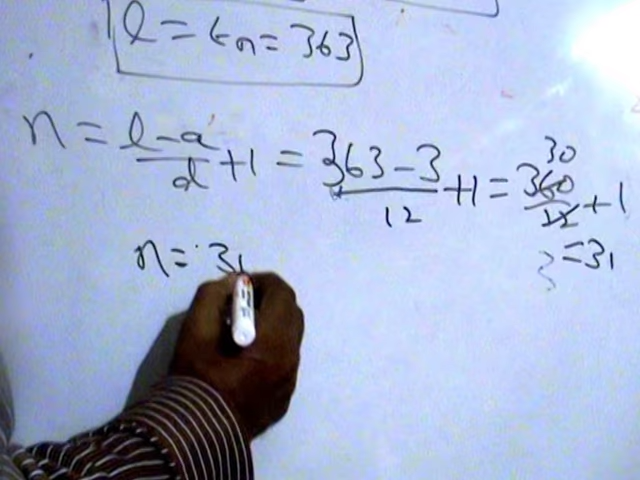 l = tn = 363
n = l-a/d +1 = 363-3/12 +1 = 360/12 +1
30
= 31
n = 31